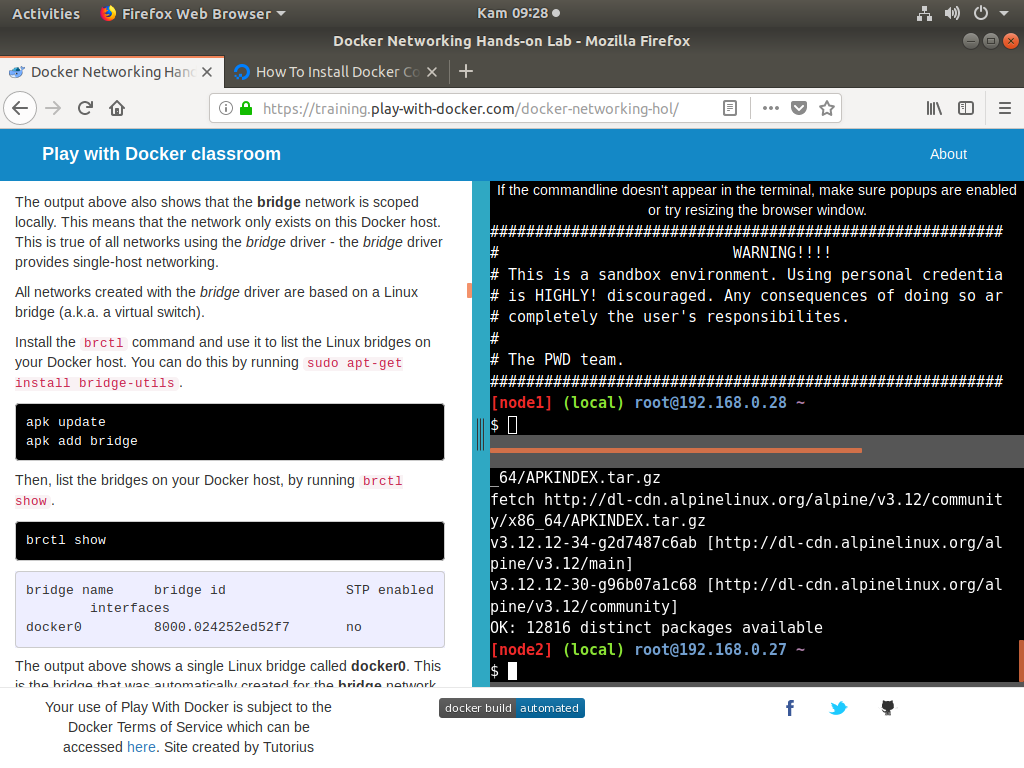 Activities
Firefox Web Browser
Kam 09:28
Docker Networking Hands-on Lab - Mozilla Firefox
Docker Networking Han
How To Install Docker Co
https://training.play-with-docker.com/docker-networking-hol/
Play with Docker classroom
About
The output above also shows that the bridge network is scoped
locally. This means that the network only exists on this Docker host.
This is true of all networks using the bridge driver - the bridge driver
provides single-host networking.
All networks created with the bridge driver are based on a Linux
bridge (a.k.a. a virtual switch).
Install the brctl command and use it to list the Linux bridges on
your Docker host. You can do this by running sudo apt-get
install bridge-utils.
apk update
apk add bridge
Then, list the bridges on your Docker host, by running brctl
show.
brctl show
bridge name     bridge id               STP enabled
        interfaces
docker0         8000.024252ed52f7       no
The output above shows a single Linux bridge called docker0. This
is the bridge that was automatically created for the bridge network.
If the commandline doesn't appear in the terminal, make sure popups are enabled
or try resizing the browser window.
#########################################################
#                          WARNING!!!!
# This is a sandbox environment. Using personal credentia
# is HIGHLY! discouraged. Any consequences of doing so ar
# completely the user's responsibilites.
#
# The PWD team.
#########################################################
[node1] (local) root@192.168.0.28 ~
$
_64/APKINDEX.tar.gz
fetch http://dl-cdn.alpinelinux.org/alpine/v3.12/communit
y/x86_64/APKINDEX.tar.gz
v3.12.12-34-g2d7487c6ab [http://dl-cdn.alpinelinux.org/al
pine/v3.12/main]
v3.12.12-30-g96b07a1c68 [http://dl-cdn.alpinelinux.org/al
pine/v3.12/community]
OK: 12816 distinct packages available
[node2] (local) root@192.168.0.27 ~
$
Your use of Play With Docker is subject to the
Docker Terms of Service which can be
accessed here. Site created by Tutorius
docker build automated